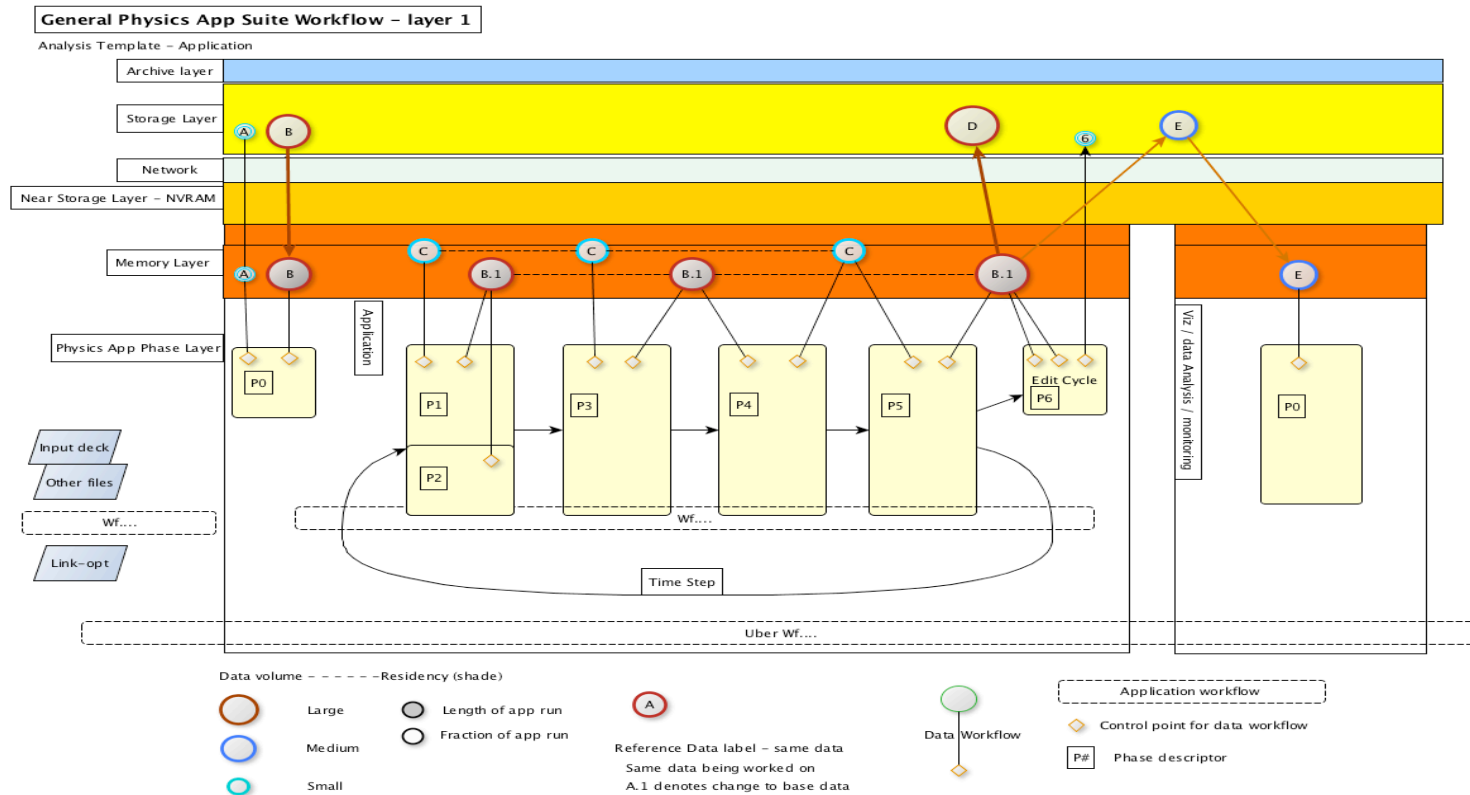 General Physics App Suite Workflow – layer 1
Analysis Template – Application
Archive layer
Storage Layer
A
B
D
6
E
Network
Near Storage Layer – NVRAM
Memory Layer
A
B
C
B.1
C
B.1
C
B.1
E
Physics App Phase Layer
Application
Viz / data Analysis / monitoring
P0
P1
P2
P3
P4
P5
Edit Cycle
P6
P0
Input deck
Other files
Wf....
Wf....
Link-opt
Time Step
Uber Wf....
Data volume – – – – – –Residency (shade)
Large
Medium
Small
Length of app run
Fraction of app run
A
Reference Data label – same data
Same data being worked on
A.1 denotes change to base data
Data Workflow
Application workflow
Control point for data workflow
P#
Phase descriptor